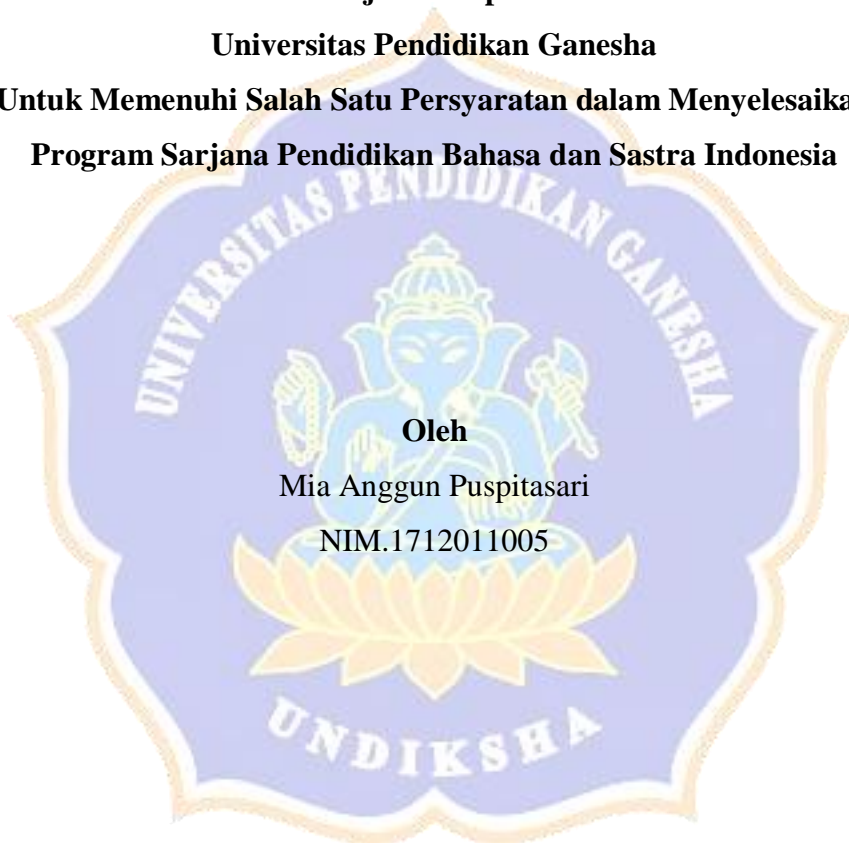 Universitas Pendidikan Ganesha
Untuk Memenuhi Salah Satu Persyaratan dalam
Program Sarjana Pendidikan Bahasa dan Sastra Indonesia
UNIVERSITAS PENDIDIKAN GANESHA
Oleh
Mia Anggun Puspitasari
NIM.1712011005
UNDIKSHA